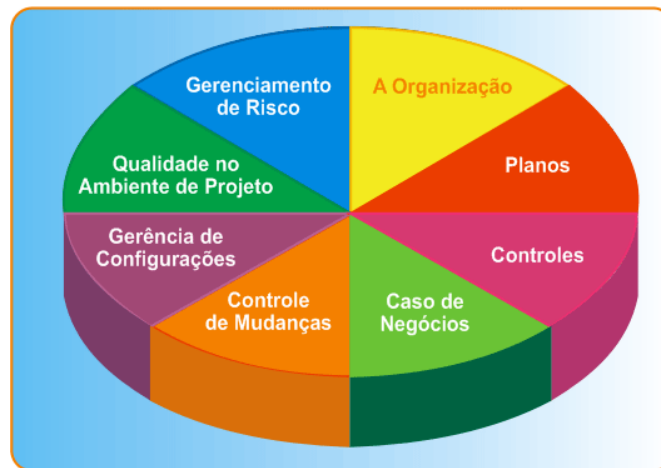 Gerenciamento
de Risco
A Organização
Planos
Controles
Caso de
Negócios
Controle
de Mudanças
Gerência de
Configurações
Qualidade no
Ambiente de Projeto